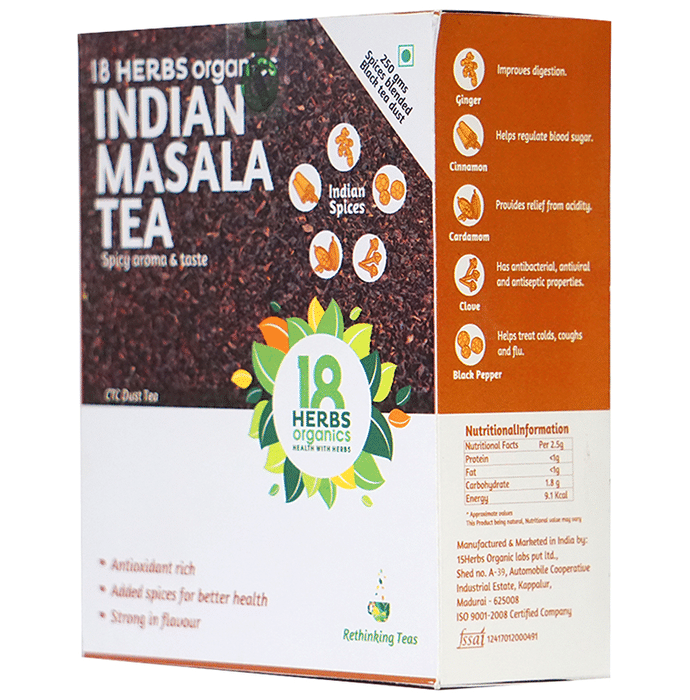 18 HERBS organics
INDIAN
MASALA
TEA
Spicy aroma & taste
250 gms
Spices blended
Black tea dust
Indian
Spices
CTC Dust Tea
18
HERBS
organics
HEALTH WITH HERBS
* Antioxidant rich
* Added spices for better health
* Strong in flavour
Rethinking Teas
Ginger
Improves digestion.
Cinnamon
Helps regulate blood sugar.
Cardamom
Provides relief from acidity.
Clove
Has antibacterial, antiviral
and antiseptic properties.
Black Pepper
Helps treat colds, coughs
and flu.
NutritionalInformation
Nutritional Facts Per 2.5g
Protein <1g
Fat <1g
Carbohydrate 1.8 g
Energy 9.1 Kcal
* Approximate values
This Product being natural, Nutritional value may vary
Manufactured & Marketed in India by:
15Herbs Organic labs pvt ltd.,
Shed no. A-39, Automobile Cooperative
Industrial Estate, Kappalur,
Madurai - 625008
ISO 9001-2008 Certified Company
fssai 12417012000491